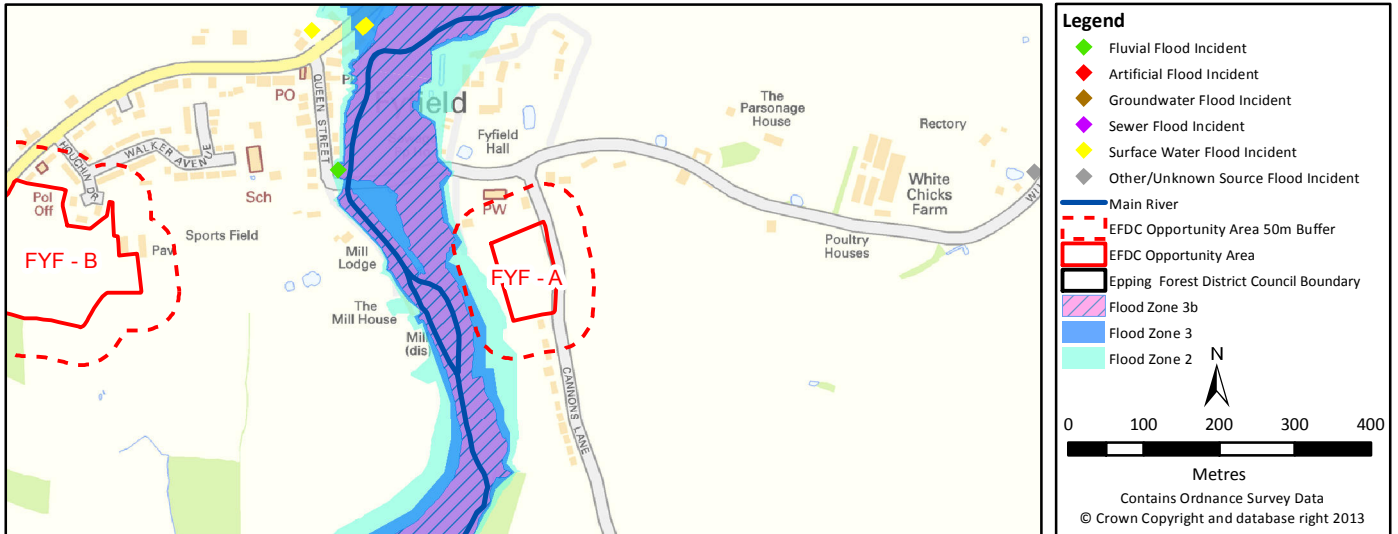 PO
QUEEN STREET
field
Fyfield
Hall
The
Parsonage
House
Rectory
WALKER AVENUE
HOUCHIN DR
Pol
Off
Sch
PW
White
Chicks
Farm
Sports Field
Pav
FYF - B
Mill
Lodge
FYF - A
Poultry
Houses
The
Mill House
Mill
(dis)
CANNONS LANE
Legend
Fluvial Flood Incident
Artificial Flood Incident
Groundwater Flood Incident
Sewer Flood Incident
Surface Water Flood Incident
Other/Unknown Source Flood Incident
Main River
EFDC Opportunity Area 50m Buffer
EFDC Opportunity Area
Epping Forest District Council Boundary
Flood Zone 3b
Flood Zone 3
Flood Zone 2
N
0 100 200 300 400
Metres
Contains Ordnance Survey Data
© Crown Copyright and database right 2013